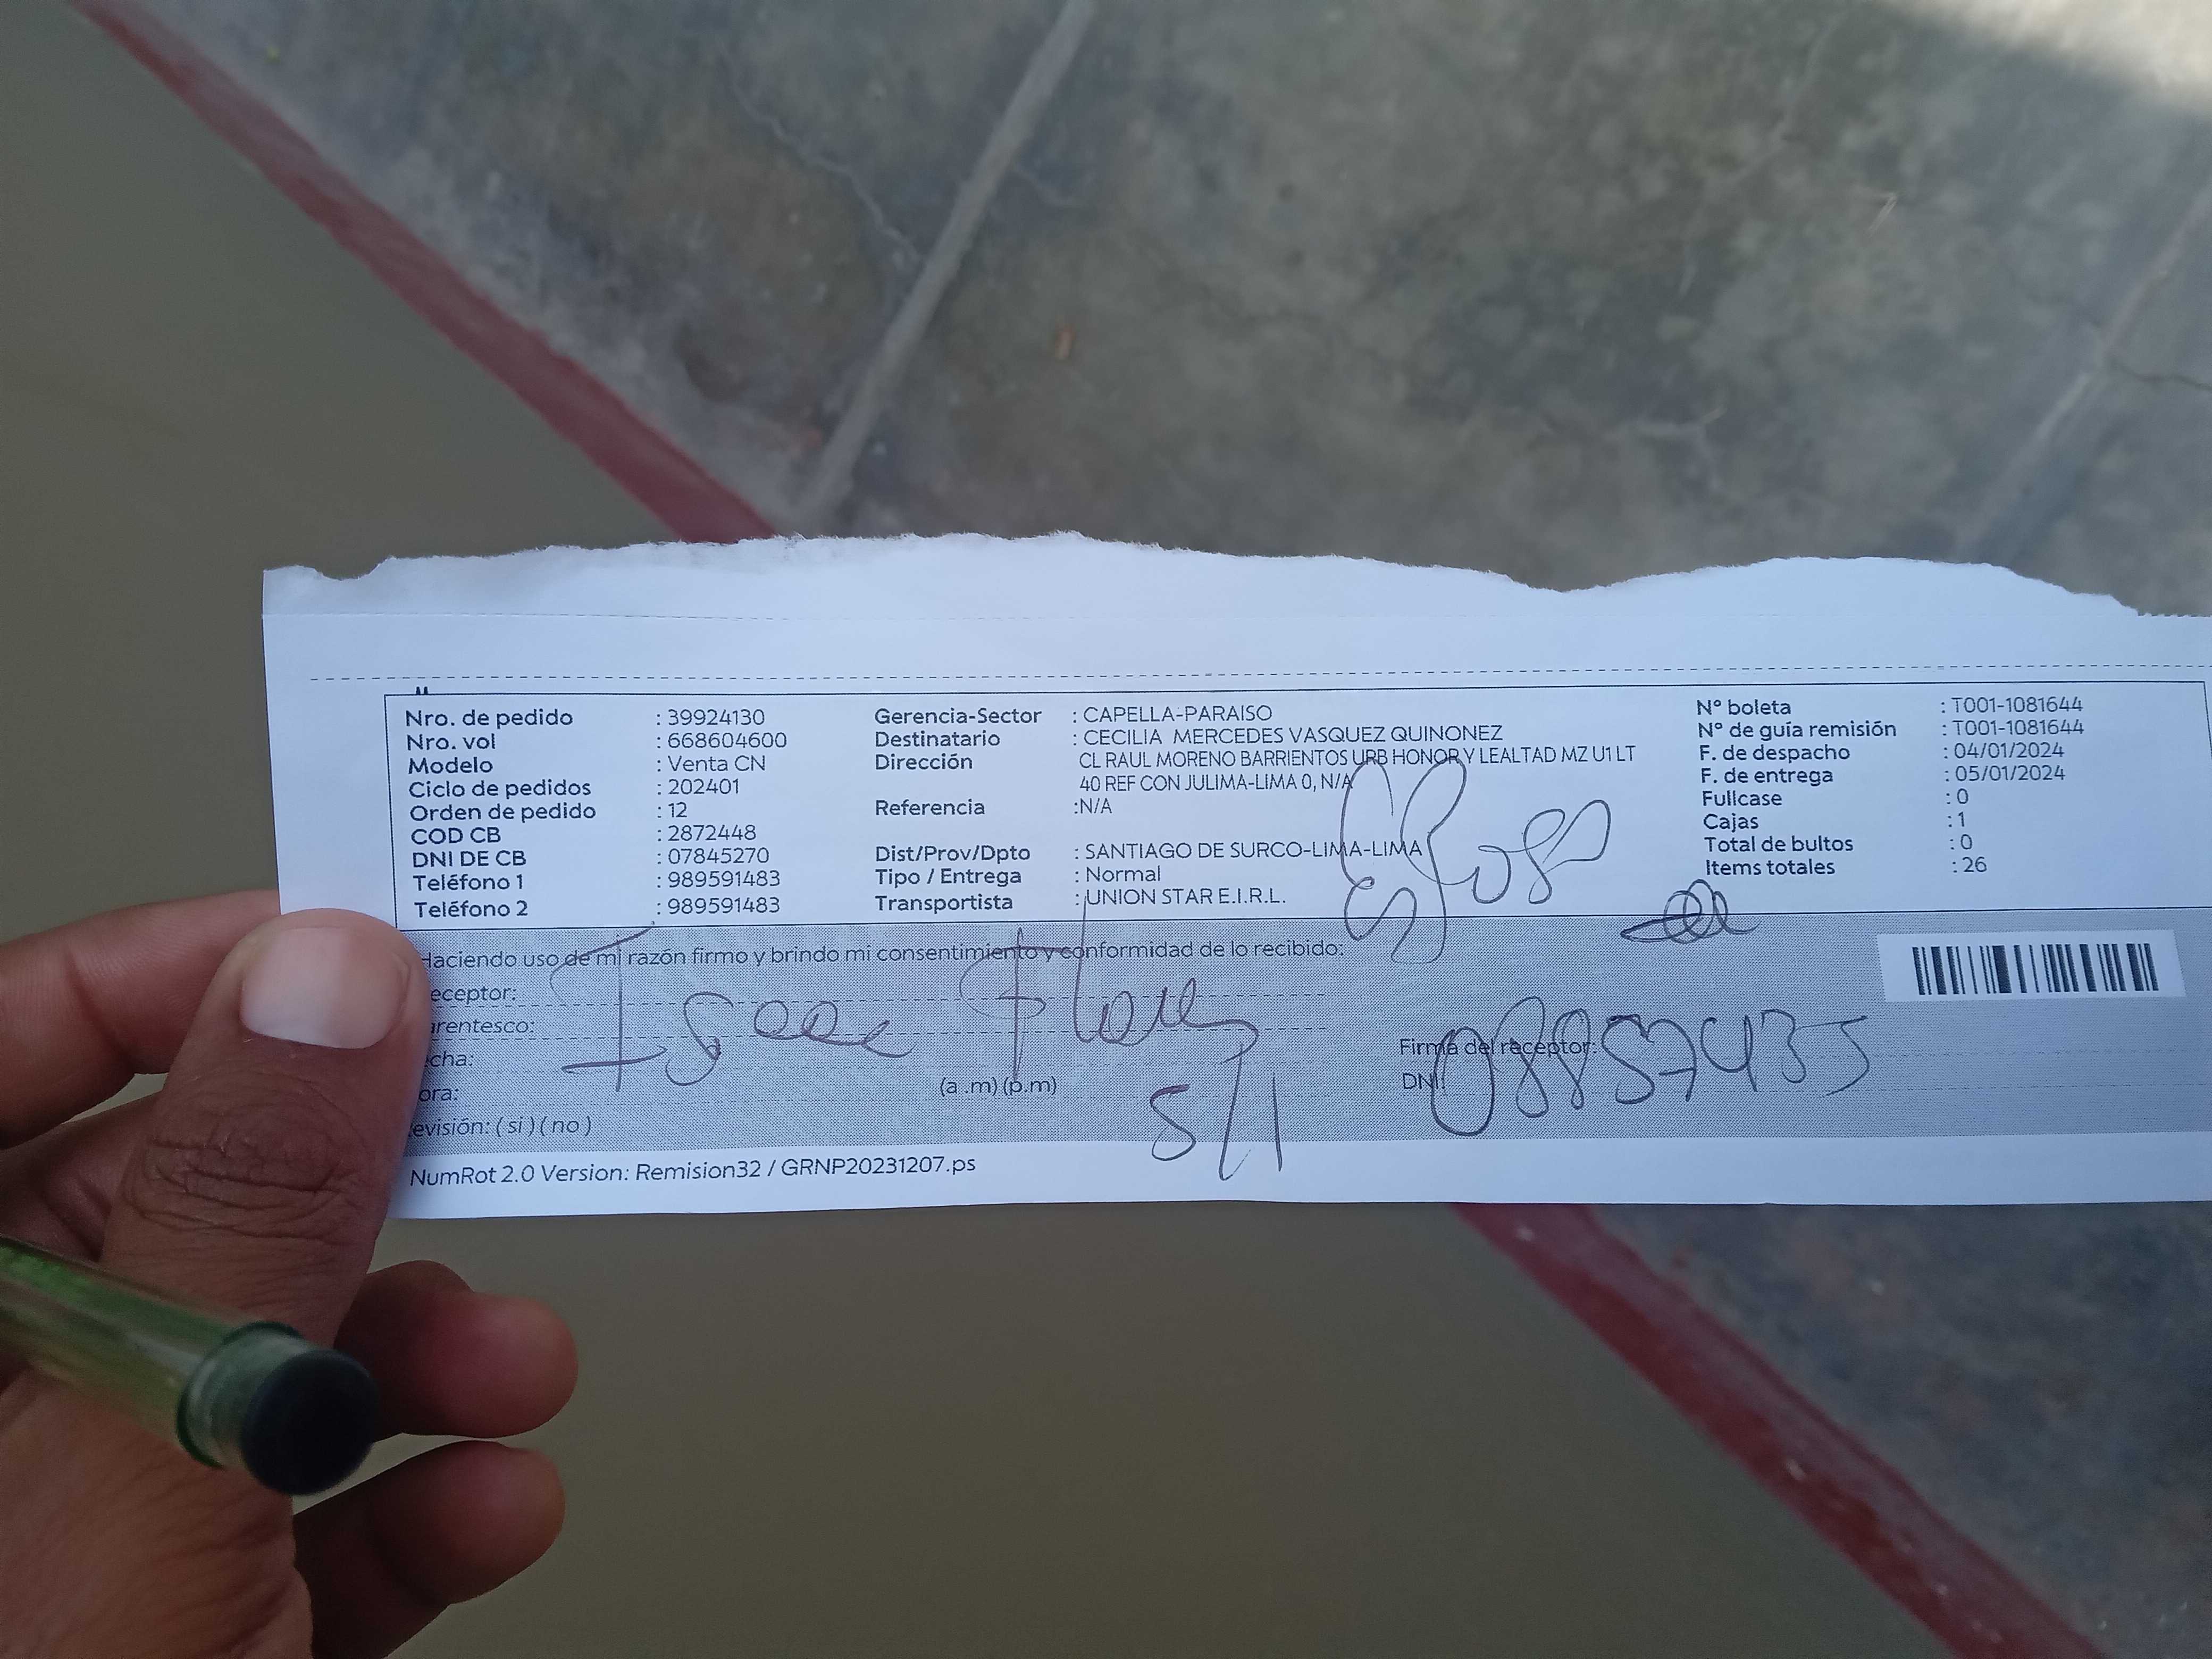 Nro. de pedido : 39924130
Nro. vol : 668604600
Modelo : Venta CN
Ciclo de pedidos : 202401
Orden de pedido : 12
COD CB : 2872448
DNI DE CB : 07845270
Teléfono 1 : 989591483
Teléfono 2 : 989591483
Gerencia-Sector : CAPELLA-PARAISO
Destinatario : CECILIA MERCEDES VASQUEZ QUINONEZ
Dirección CL RAUL MORENO BARRIENTOS URB HONOR Y LEALTAD MZ U1 LT
40 REF CON JULIMA-LIMA 0, N/A
Referencia :N/A
Dist/Prov/Dpto : SANTIAGO DE SURCO-LIMA-LIMA
Tipo / Entrega : Normal
Transportista : UNION STAR E.I.R.L.
N° boleta : T001-1081644
N° de guía remisión : T001-1081644
F. de despacho : 04/01/2024
F. de entrega : 05/01/2024
Fullcase : 0
Cajas : 1
Total de bultos : 0
Items totales : 26
Haciendo uso de mi razón firmo y brindo mi consentimiento y conformidad de lo recibido:
eceptor:
arentesco:
Isaac Flores
cha:
ora: (a .m) (p.m)
5/1
evisión: ( si ) ( no )
Firma del receptor:
DNI: 08857435
NumRot 2.0 Version: Remision32 / GRNP20231207.ps